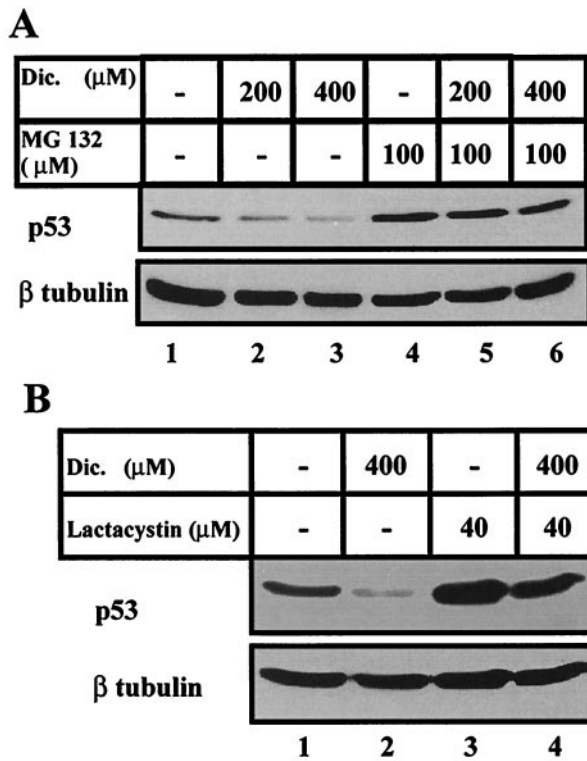 A
Dic. (μM) - 200 400 - 200 400
MG 132
( μM) - - - 100 100 100
p53
β tubulin
1 2 3 4 5 6
B
Dic. (μM) - 400 - 400
Lactacystin (μM) - - 40 40
p53
β tubulin
1 2 3 4